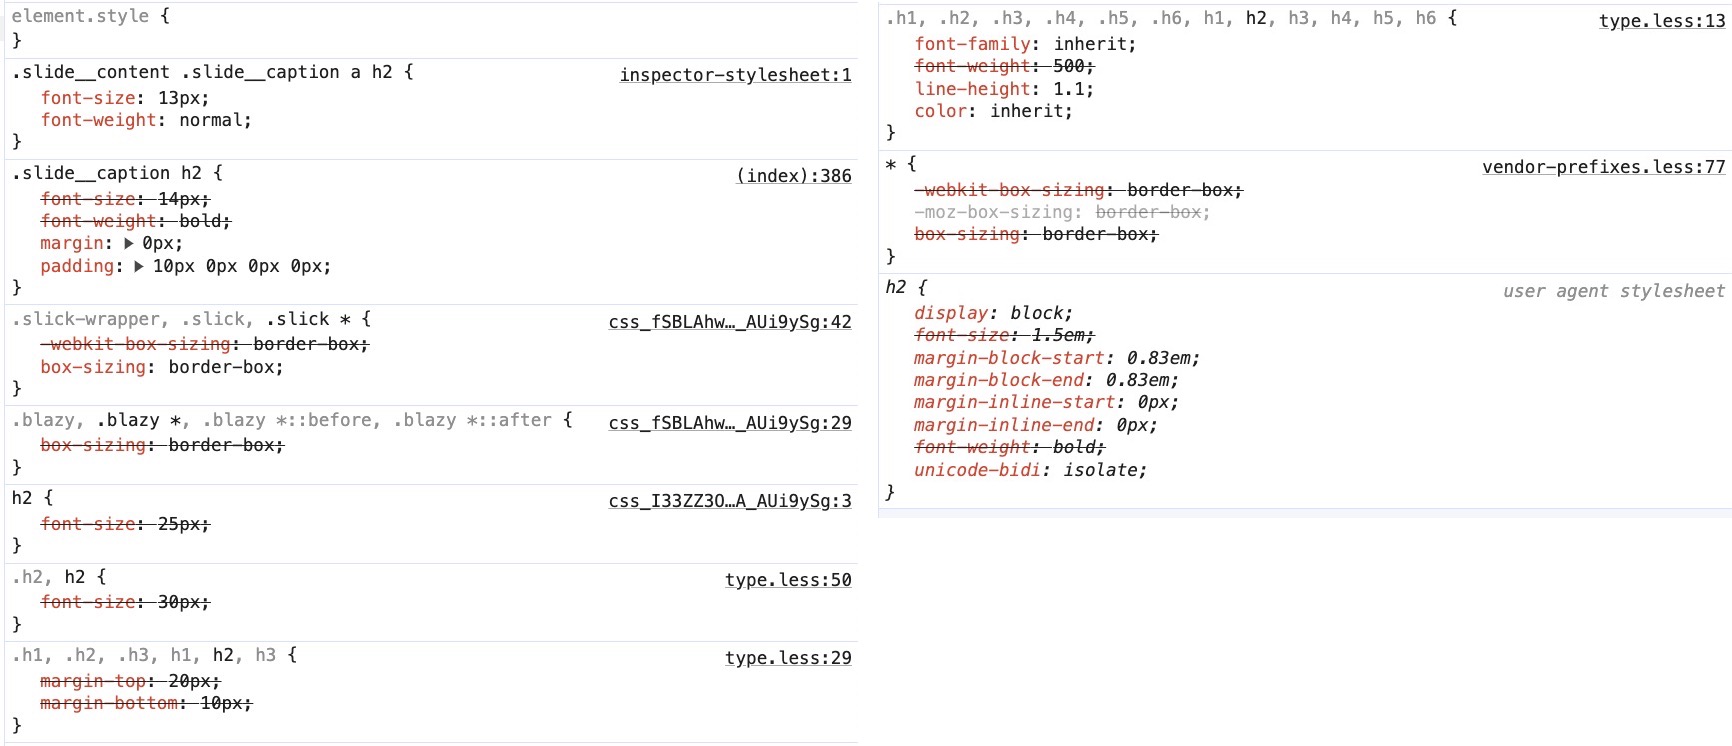 element.style {
}
.slide__content .slide__caption a h2 { inspector-stylesheet:1
font-size: 13px;
font-weight: normal;
}
.slide__caption h2 { (index):386
font-size: 14px;
font-weight: bold;
margin: ▶ 0px;
padding: ▶ 10px 0px 0px 0px;
}
.slick-wrapper, .slick, .slick * { css_fSBLAhw…_AUi9ySg:42
-webkit-box-sizing: border-box;
box-sizing: border-box;
}
.blazy, .blazy *, .blazy *::before, .blazy *::after { css_fSBLAhw…_AUi9ySg:29
box-sizing: border-box;
}
h2 { css_I33ZZ3O…A_AUi9ySg:3
font-size: 25px;
}
.h2, h2 { type.less:50
font-size: 30px;
}
.h1, .h2, .h3, h1, h2, h3 { type.less:29
margin-top: 20px;
margin-bottom: 10px;
}
.h1, .h2, .h3, .h4, .h5, .h6, h1, h2, h3, h4, h5, h6 { type.less:13
font-family: inherit;
font-weight: 500;
line-height: 1.1;
color: inherit;
}
* { vendor-prefixes.less:77
-webkit-box-sizing: border-box;
-moz-box-sizing: border-box;
box-sizing: border-box;
}
h2 { user agent stylesheet
display: block;
font-size: 1.5em;
margin-block-start: 0.83em;
margin-block-end: 0.83em;
margin-inline-start: 0px;
margin-inline-end: 0px;
font-weight: bold;
unicode-bidi: isolate;
}